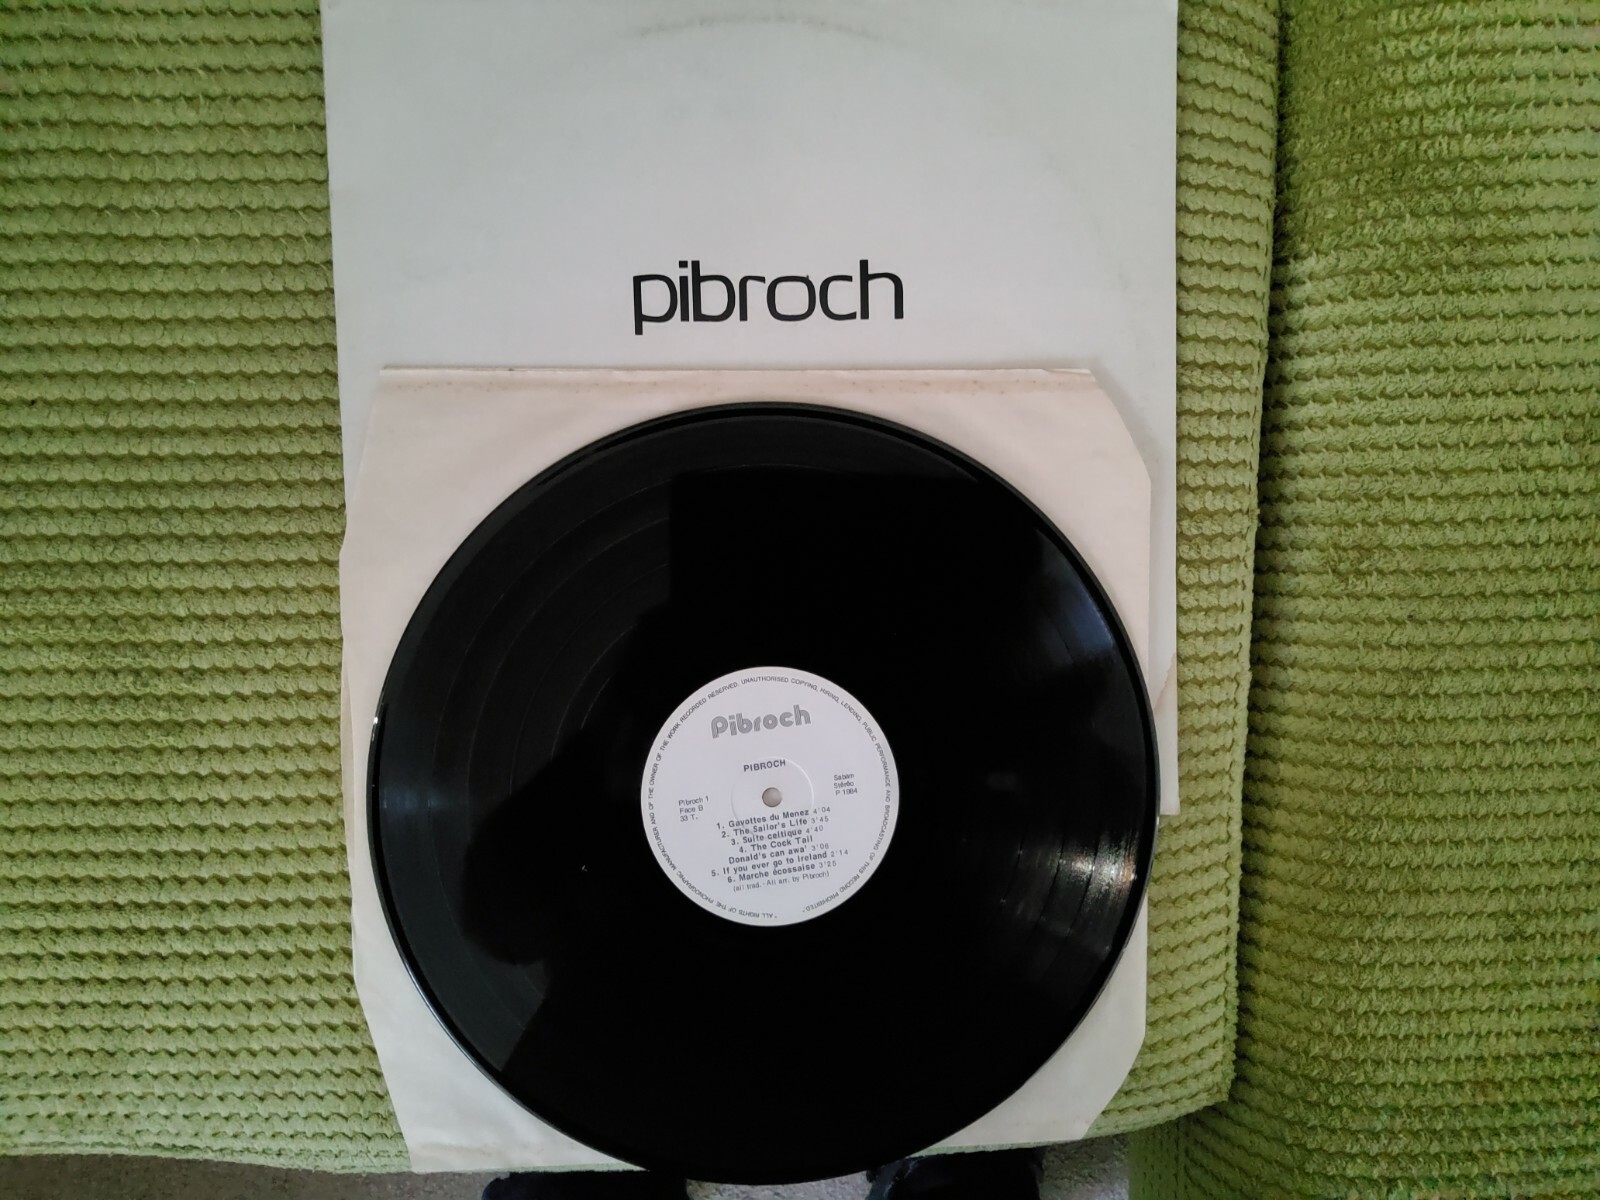 pibroch
Pibroch
PIBROCH
Pibroch 1
Face B
33 T.
Sabam
Stéréo
P 1984
1. Gavottes du Menez 4'04
2. The Sailor's Life 3'45
3. Suite celtique 4'40
4. The Cock Tail
Donald's can awa' 3'08
5. If you ever go to Ireland 2'14
6. Marche écossaise 3'25
(all trad. - All arr. by Pibroch)
"ALL RIGHTS OF THE PHONOGRAPHIC MANUFACTURER AND OF THE OWNER OF THE WORK RECORDED RESERVED. UNAUTHORISED COPYING, HIRING, LENDING, PUBLIC PERFORMANCE AND BROADCASTING OF THIS RECORD PROHIBITED."